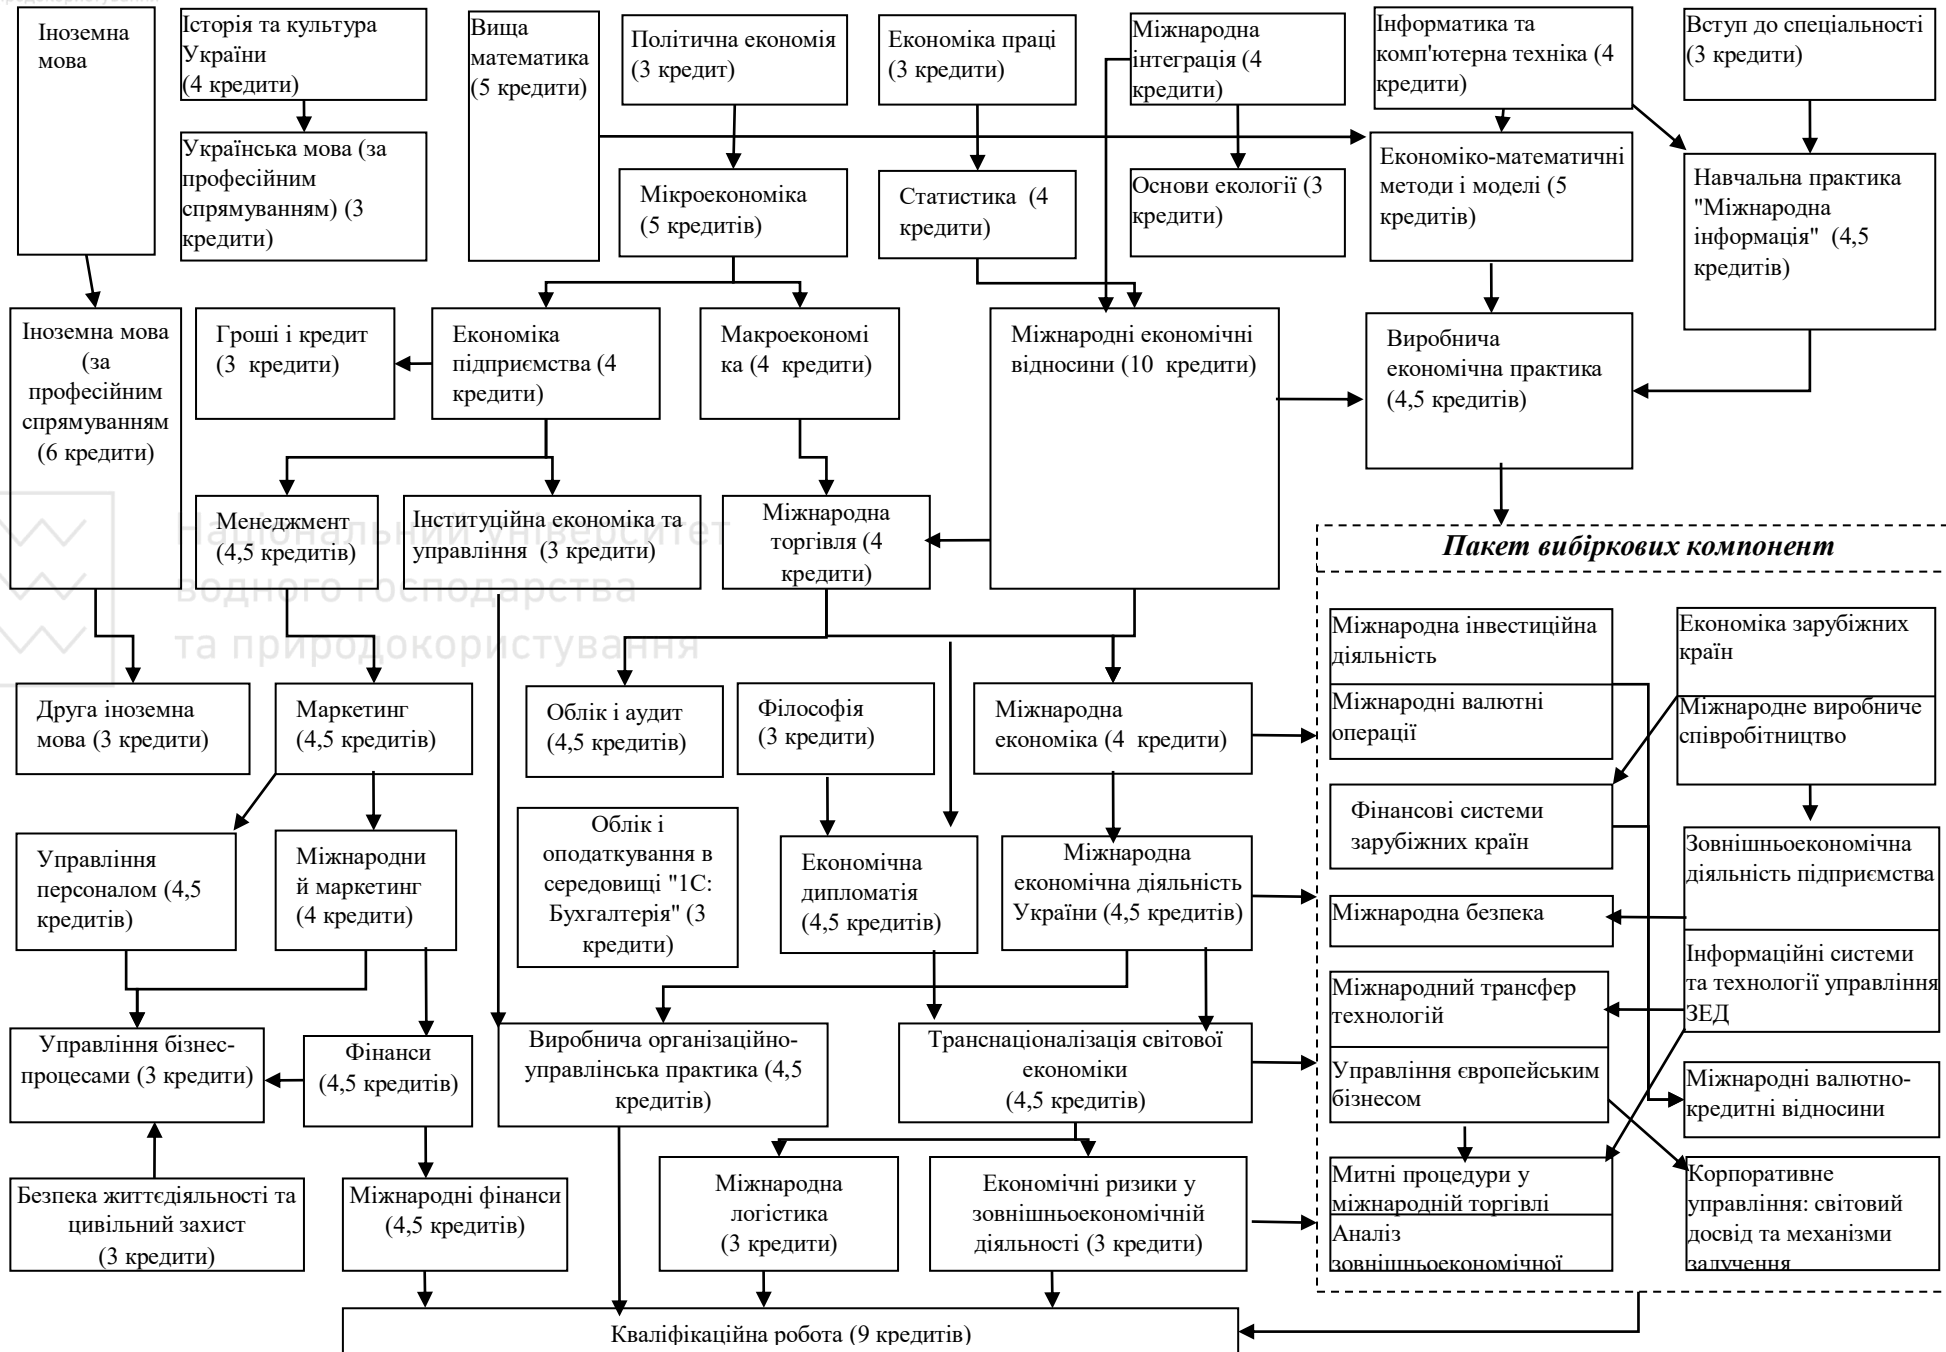 Іноземна
мова
Історія та культура
України
(4 кредити)
Вища
математика
(5 кредити)
Політична економія
(3 кредит)
Економіка праці
(3 кредити)
Міжнародна
інтеграція (4
кредити)
Інформатика та
комп'ютерна техніка (4
кредити)
Вступ до спеціальності
(3 кредити)
Українська мова (за
професійним
спрямуванням) (3
кредити)
Мікроекономіка
(5 кредитів)
Статистика (4
кредити)
Основи екології (3
кредити)
Економіко-математичні
методи і моделі (5
кредитів)
Навчальна практика
"Міжнародна
інформація" (4,5
кредитів)
Іноземна мова
(за
професійним
спрямуванням
(6 кредити)
Гроші і кредит
(3 кредити)
Економіка
підприємства (4
кредити)
Макроекономі
ка (4 кредити)
Міжнародні економічні
відносини (10 кредити)
Виробнича
економічна практика
(4,5 кредитів)
Менеджмент
(4,5 кредитів)
Інституційна економіка та
управління (3 кредити)
Міжнародна
торгівля (4
кредити)
Національний університет
водного господарства
та природокористування
Пакет вибіркових компонент
Друга іноземна
мова (3 кредити)
Маркетинг
(4,5 кредитів)
Облік і аудит
(4,5 кредитів)
Філософія
(3 кредити)
Міжнародна
економіка (4 кредити)
Міжнародна інвестиційна
діяльність
Міжнародні валютні
операції
Економіка зарубіжних
країн
Міжнародне виробниче
співробітництво
Управління
персоналом (4,5
кредитів)
Міжнародни
й маркетинг
(4 кредити)
Облік і
оподаткування в
середовищі "1С:
Бухгалтерія" (3
кредити)
Економічна
дипломатія
(4,5 кредитів)
Міжнародна
економічна діяльність
України (4,5 кредитів)
Фінансові системи
зарубіжних країн
Зовнішньоекономічна
діяльність підприємства
Міжнародна безпека
Інформаційні системи
та технології управління
ЗЕД
Міжнародний трансфер
технологій
Управління європейським
бізнесом
Управління бізнес-
процесами (3 кредити)
Фінанси
(4,5 кредитів)
Виробнича організаційно-
управлінська практика (4,5
кредитів)
Транснаціоналізація світової
економіки
(4,5 кредитів)
Міжнародні валютно-
кредитні відносини
Безпека життєдіяльності та
цивільний захист
(3 кредити)
Міжнародні фінанси
(4,5 кредитів)
Міжнародна
логістика
(3 кредити)
Економічні ризики у
зовнішньоекономічній
діяльності (3 кредити)
Митні процедури у
міжнародній торгівлі
Аналіз
зовнішньоекономічної
Корпоративне
управління: світовий
досвід та механізми
залучення
Кваліфікаційна робота (9 кредитів)